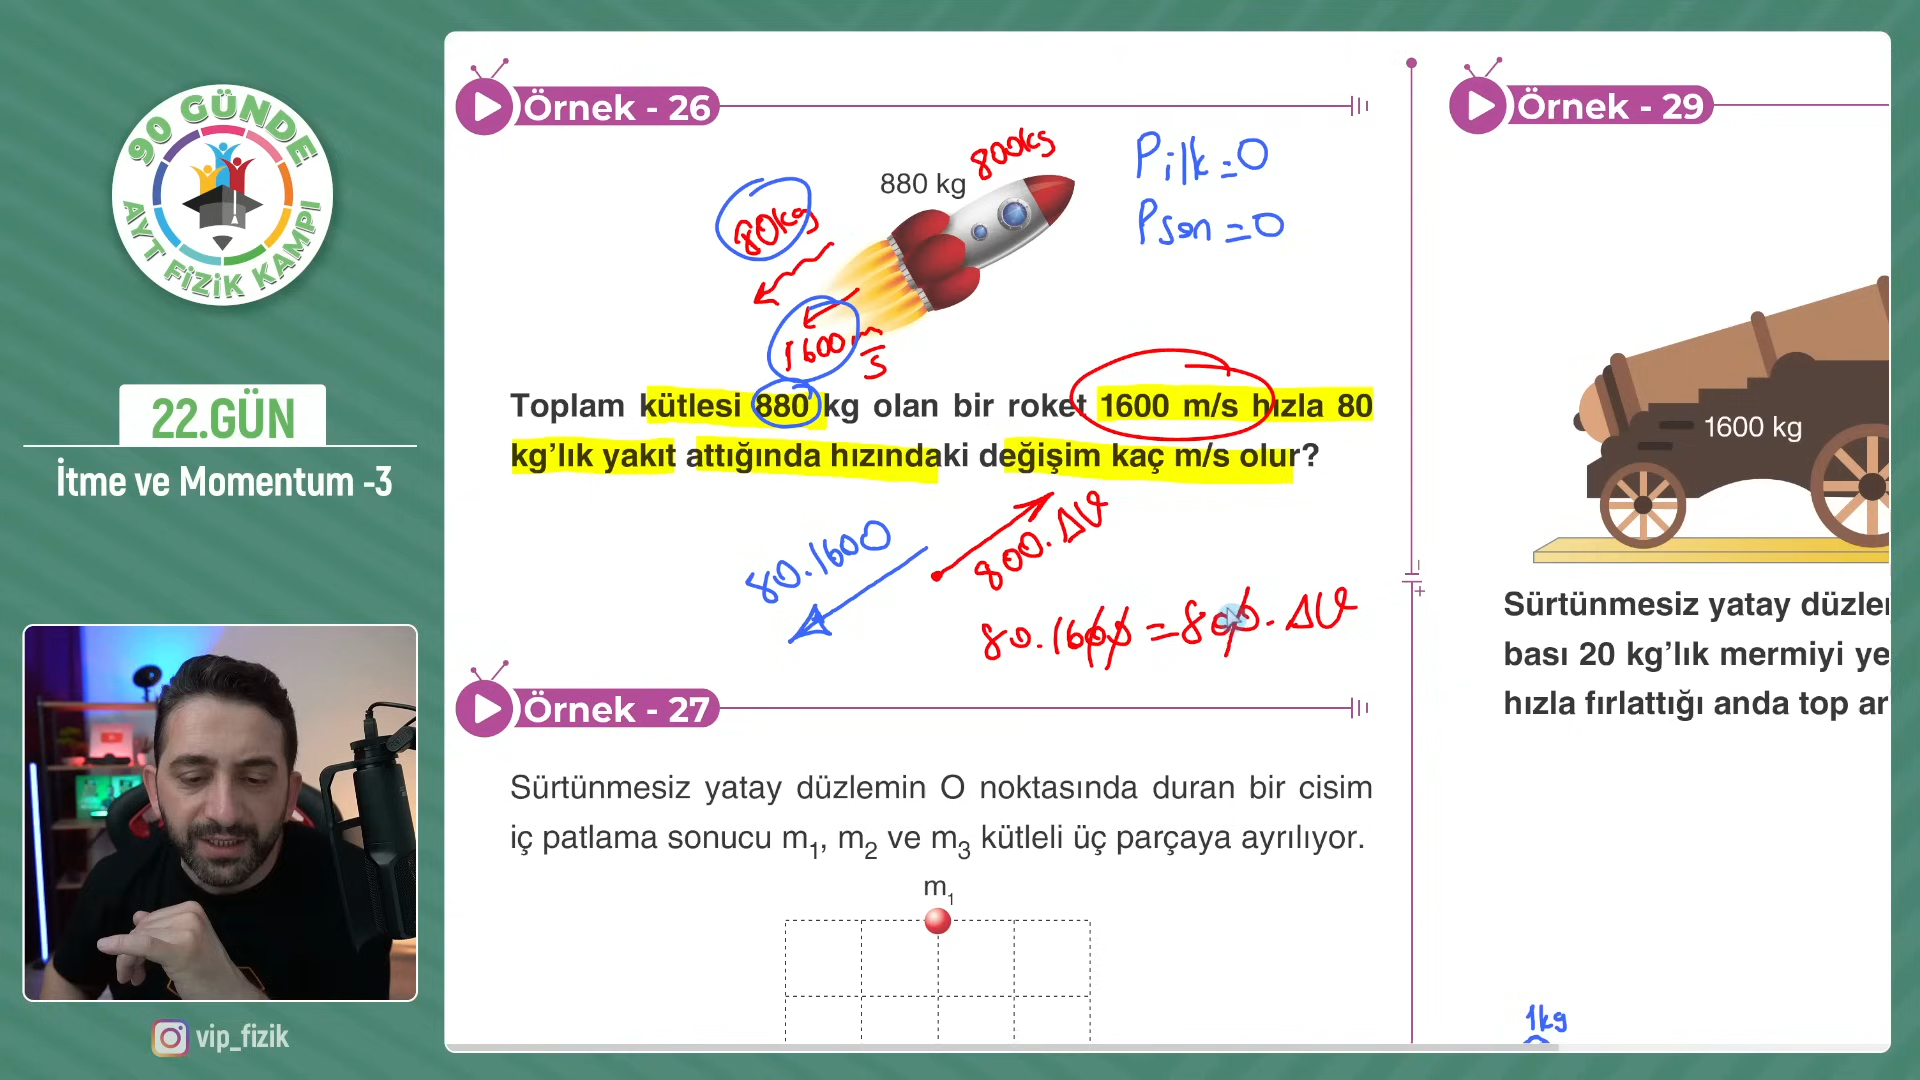 90 GÜNDE
AYT FİZİK KAMPI
22.GÜN
İtme ve Momentum -3
vip_fizik
Örnek - 26
880 kg
800kg
80kg
1600 m/s
Pilk=0
Pson=0
Toplam kütlesi 880 kg olan bir roket 1600 m/s hızla 80
kg’lık yakıt attığında hızındaki değişim kaç m/s olur?
80.1600
800.Δϑ
80.1600=800.Δϑ
Örnek - 27
Sürtünmesiz yatay düzlemin O noktasında duran bir cisim
iç patlama sonucu m1, m2 ve m3 kütleli üç parçaya ayrılıyor.
m1
Örnek - 29
1600 kg
Sürtünmesiz yatay düzle
bası 20 kg’lık mermiyi ye
hızla fırlattığı anda top ar
1kg